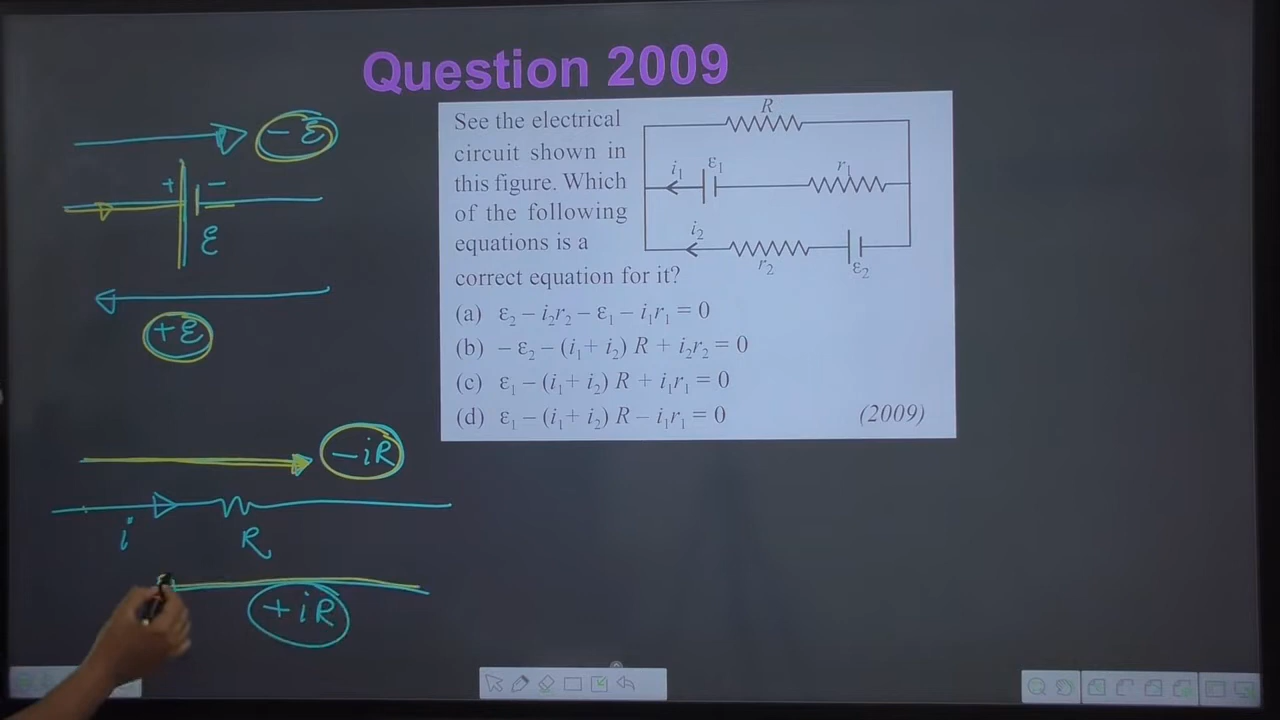 Question 2009
See the electrical
circuit shown in
this figure. Which
of the following
equations is a
correct equation for it?
(a) ε₂ – i₂r₂ – ε₁ – i₁r₁ = 0
(b) – ε₂ – (i₁ + i₂) R + i₂r₂ = 0
(c) ε₁ – (i₁ + i₂) R + i₁r₁ = 0
(d) ε₁ – (i₁ + i₂) R – i₁r₁ = 0 (2009)
R
i₁ ε₁ r₁
i₂
r₂ ε₂
– ε
+ –
ε
+ε
–iR
i R
+iR